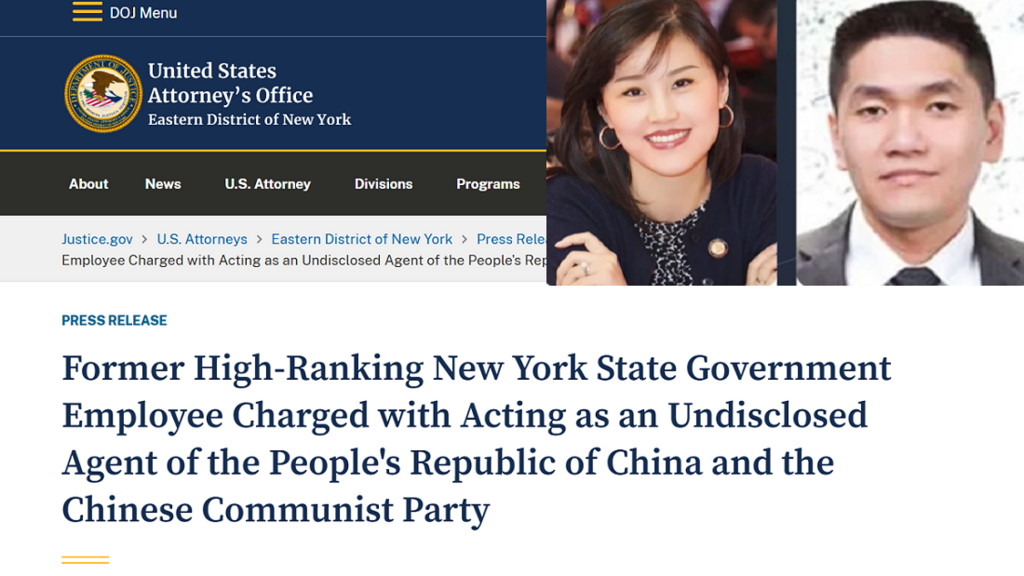 DOJ Menu
United States
Attorney's Office
Eastern District of New York
About News U.S. Attorney Divisions Programs
Justice.gov > U.S. Attorneys > Eastern District of New York > Press Rele
Employee Charged with Acting as an Undisclosed Agent of the People's Rep
PRESS RELEASE
Former High-Ranking New York State Government
Employee Charged with Acting as an Undisclosed
Agent of the People's Republic of China and the
Chinese Communist Party